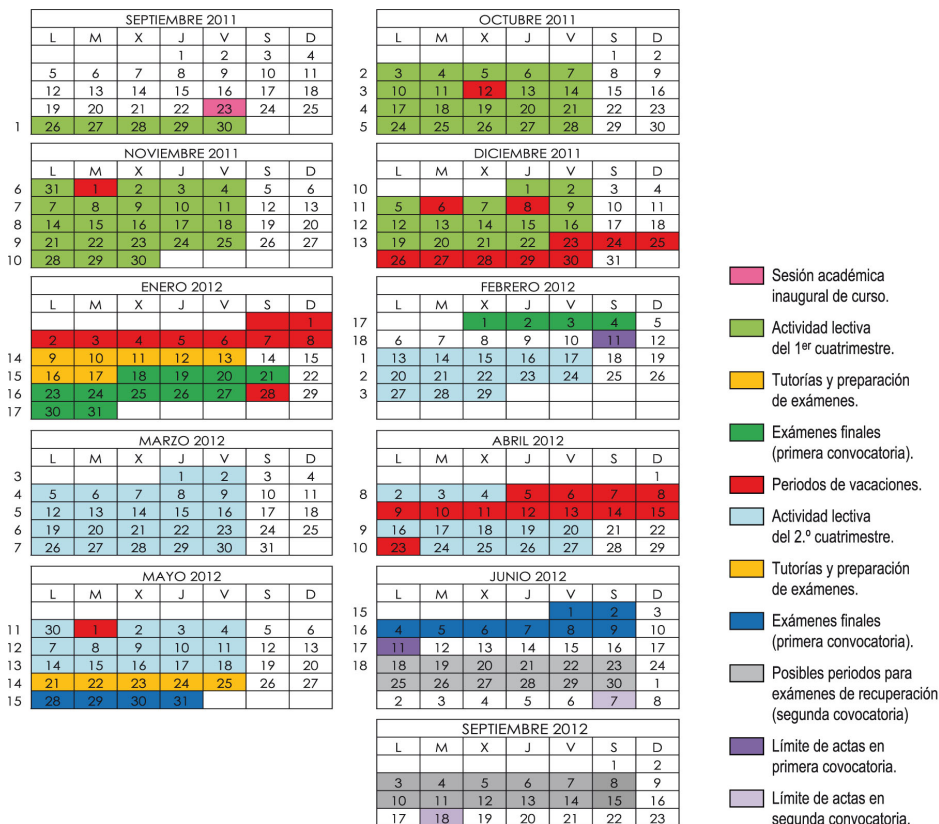 SEPTIEMBRE 2011
L M X J V S D
1 2 3 4
5 6 7 8 9 10 11
12 13 14 15 16 17 18
19 20 21 22 23 24 25
1 26 27 28 29 30
OCTUBRE 2011
L M X J V S D
1 2
2 3 4 5 6 7 8 9
3 10 11 12 13 14 15 16
4 17 18 19 20 21 22 23
5 24 25 26 27 28 29 30
NOVIEMBRE 2011
L M X J V S D
6 31 1 2 3 4 5 6
7 7 8 9 10 11 12 13
8 14 15 16 17 18 19 20
9 21 22 23 24 25 26 27
10 28 29 30
DICIEMBRE 2011
L M X J V S D
10 1 2 3 4
11 5 6 7 8 9 10 11
12 12 13 14 15 16 17 18
13 19 20 21 22 23 24 25
26 27 28 29 30 31
ENERO 2012
L M X J V S D
1
2 3 4 5 6 7 8
14 9 10 11 12 13 14 15
15 16 17 18 19 20 21 22
16 23 24 25 26 27 28 29
17 30 31
FEBRERO 2012
L M X J V S D
17 1 2 3 4 5
18 6 7 8 9 10 11 12
1 13 14 15 16 17 18 19
2 20 21 22 23 24 25 26
3 27 28 29
MARZO 2012
L M X J V S D
3 1 2 3 4
4 5 6 7 8 9 10 11
5 12 13 14 15 16 17 18
6 19 20 21 22 23 24 25
7 26 27 28 29 30 31
ABRIL 2012
L M X J V S D
1
8 2 3 4 5 6 7 8
9 10 11 12 13 14 15
9 16 17 18 19 20 21 22
10 23 24 25 26 27 28 29
MAYO 2012
L M X J V S D
11 30 1 2 3 4 5 6
12 7 8 9 10 11 12 13
13 14 15 16 17 18 19 20
14 21 22 23 24 25 26 27
15 28 29 30 31
JUNIO 2012
L M X J V S D
15 1 2 3
16 4 5 6 7 8 9 10
17 11 12 13 14 15 16 17
18 18 19 20 21 22 23 24
25 26 27 28 29 30 1
2 3 4 5 6 7 8
SEPTIEMBRE 2012
L M X J V S D
1 2
3 4 5 6 7 8 9
10 11 12 13 14 15 16
17 18 19 20 21 22 23
Sesión académica
inaugural de curso.
Actividad lectiva
del 1er cuatrimestre.
Tutorías y preparación
de exámenes.
Exámenes finales
(primera convocatoria).
Periodos de vacaciones.
Actividad lectiva
del 2.º cuatrimestre.
Tutorías y preparación
de exámenes.
Exámenes finales
(primera convocatoria).
Posibles periodos para
exámenes de recuperación
(segunda covocatoria)
Límite de actas en
primera covocatoria.
Límite de actas en
segunda convocatoria.